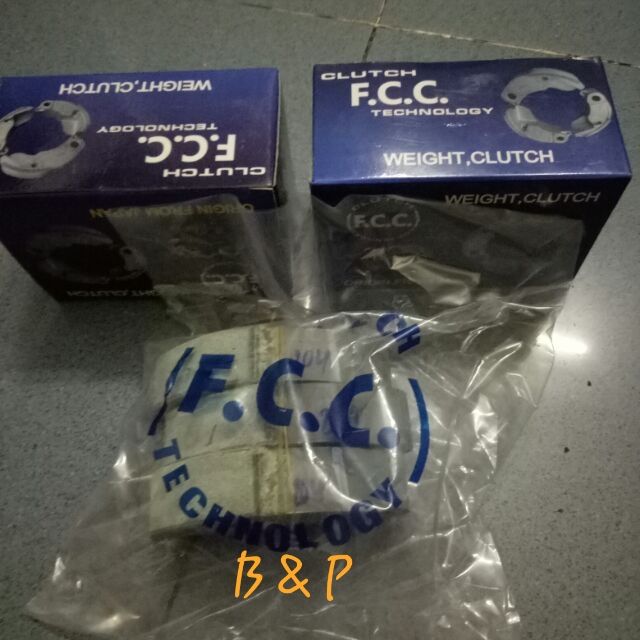 WEIGHT,CLUTCH
CLUTCH
F.C.C.
TECHNOLOGY
ORIGIN FROM JAPAN
CLUTCH
F.C.C.
TECHNOLOGY
WEIGHT,CLUTCH
WEIGHT,CLUTCH
(F.C.C.)
(F.C.C.)
TECHNOLOGY
B & P